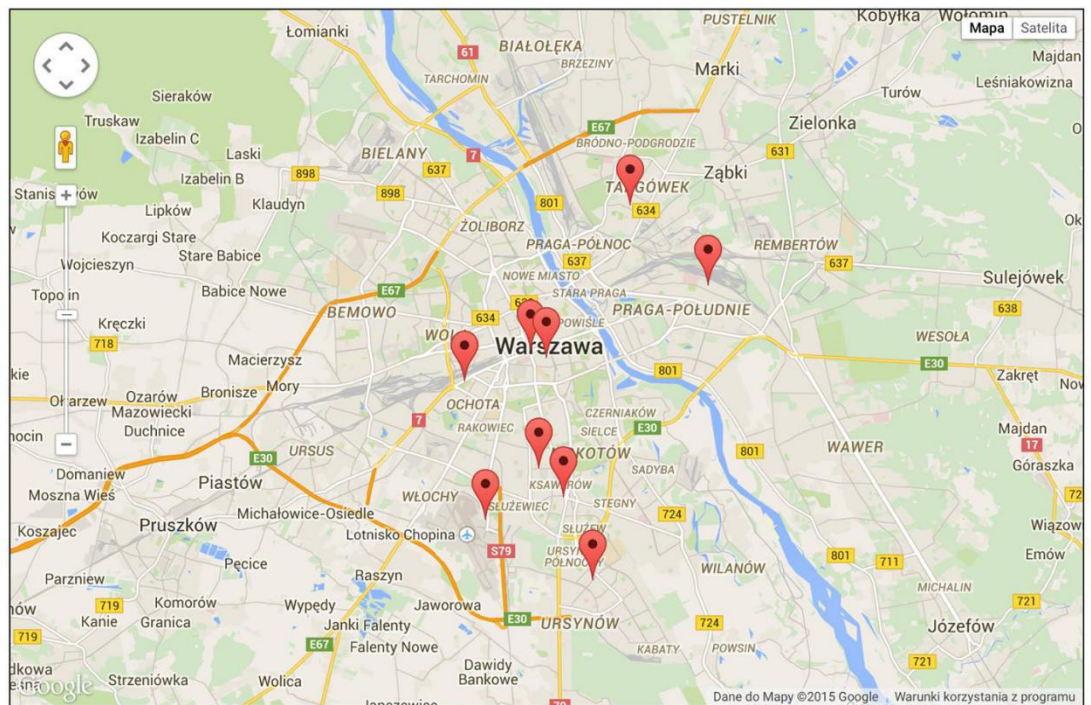 PUSTELNIK
Kobyłka
Wołomin
Łomianki
Mapa
Satelita
61
BIAŁOŁĘKA
BRZEZINY
Majdan
Marki
TARCHOMIN
Leśniakowizna
Sieraków
Turów
Truskaw
E67
Zielonka
Izabelin C
BRÓDNO-PODGRODZIE
BIELANY
7
631
Laski
898
637
Ząbki
Izabelin B
898
Lipków
Klaudyn
801
634
ŻOLIBORZ
Koczargi Stare
PRAGA-PÓŁNOC
REMBERTÓW
Stare Babice
637
637
Wojcieszyn
NOWE MIASTO
Sulejówek
Babice Nowe
E67
STARA PRAGA
Kręczki
BEMOWO
634
POWIŚLE
PRAGA-POŁUDNIE
638
718
Warszawa
WESOŁA
Macierzysz
E30
801
Zakręt
Mory
Ożarów
Mazowiecki
Bronisze
OCHOTA
CZERNIAKÓW
Duchnice
7
RAKOWIEC
SIELCE
E30
Majdan
17
URSUS
WAWER
801
E30
SADYBA
Góraszka
Domaniew
Piastów
KSAWERÓW
Moszna Wieś
WŁOCHY
SŁUŻEWIEC
STEGNY
Michałowice-Osiedle
724
Pruszków
Koszajec
Lotnisko Chopina
SŁUŻEW
S79
801
711
Emów
Pęcice
WILANÓW
Raszyn
Parzniew
MICHALIN
719
Komorów
Wypędy
Jaworowa
721
Kanie
Granica
Janki
Falenty
E30
URSYNÓW
724
Józefów
719
E67
Falenty Nowe
KABATY
POWSIN
Dawidy
Bankowe
721
Strzeniówka
Wolica
Google
Dane do Mapy ©2015 Google
Warunki korzystania z programu